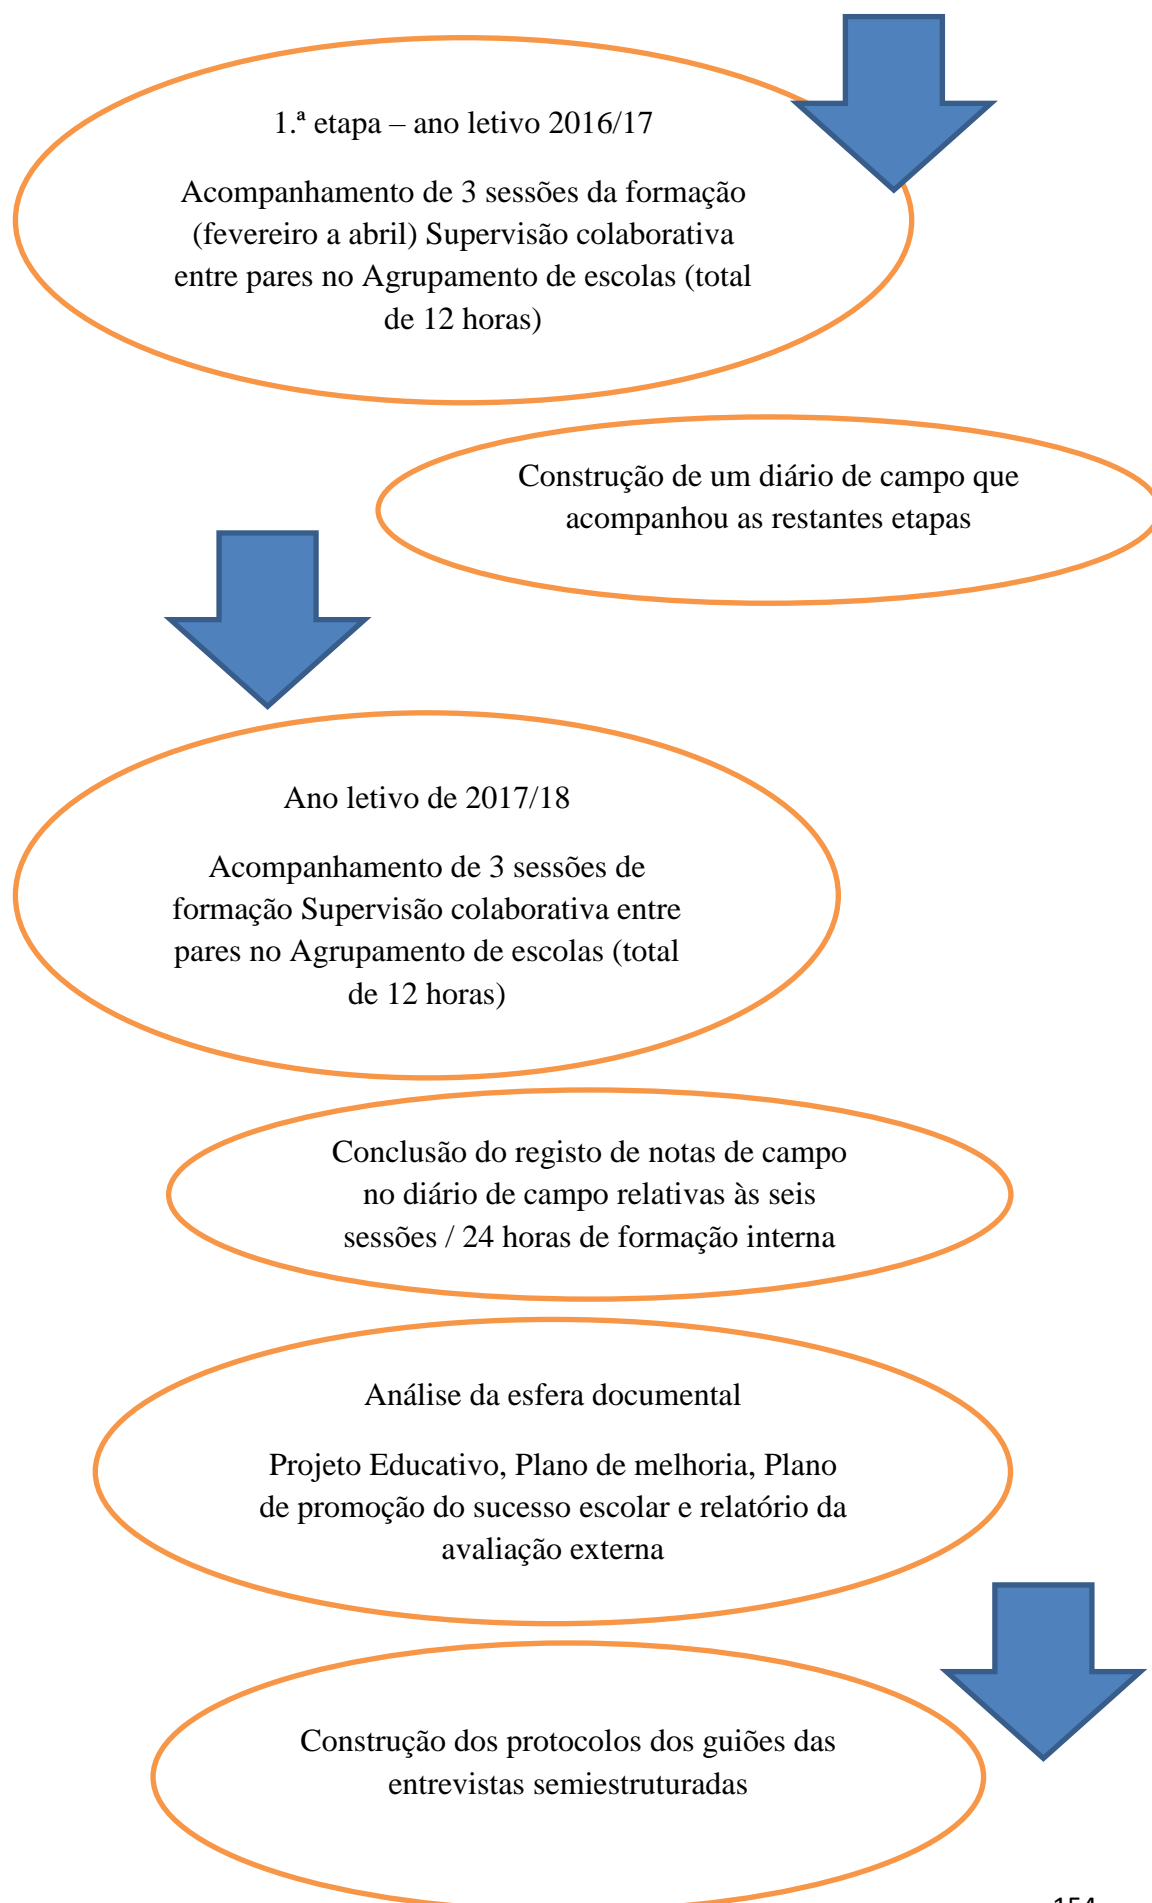 1.ª etapa – ano letivo 2016/17
Acompanhamento de 3 sessões da formação
(fevereiro a abril) Supervisão colaborativa
entre pares no Agrupamento de escolas (total
de 12 horas)
Construção de um diário de campo que
acompanhou as restantes etapas
Ano letivo de 2017/18
Acompanhamento de 3 sessões de
formação Supervisão colaborativa entre
pares no Agrupamento de escolas (total
de 12 horas)
Conclusão do registo de notas de campo
no diário de campo relativas às seis
sessões / 24 horas de formação interna
Análise da esfera documental
Projeto Educativo, Plano de melhoria, Plano
de promoção do sucesso escolar e relatório da
avaliação externa
Construção dos protocolos dos guiões das
entrevistas semiestruturadas
154